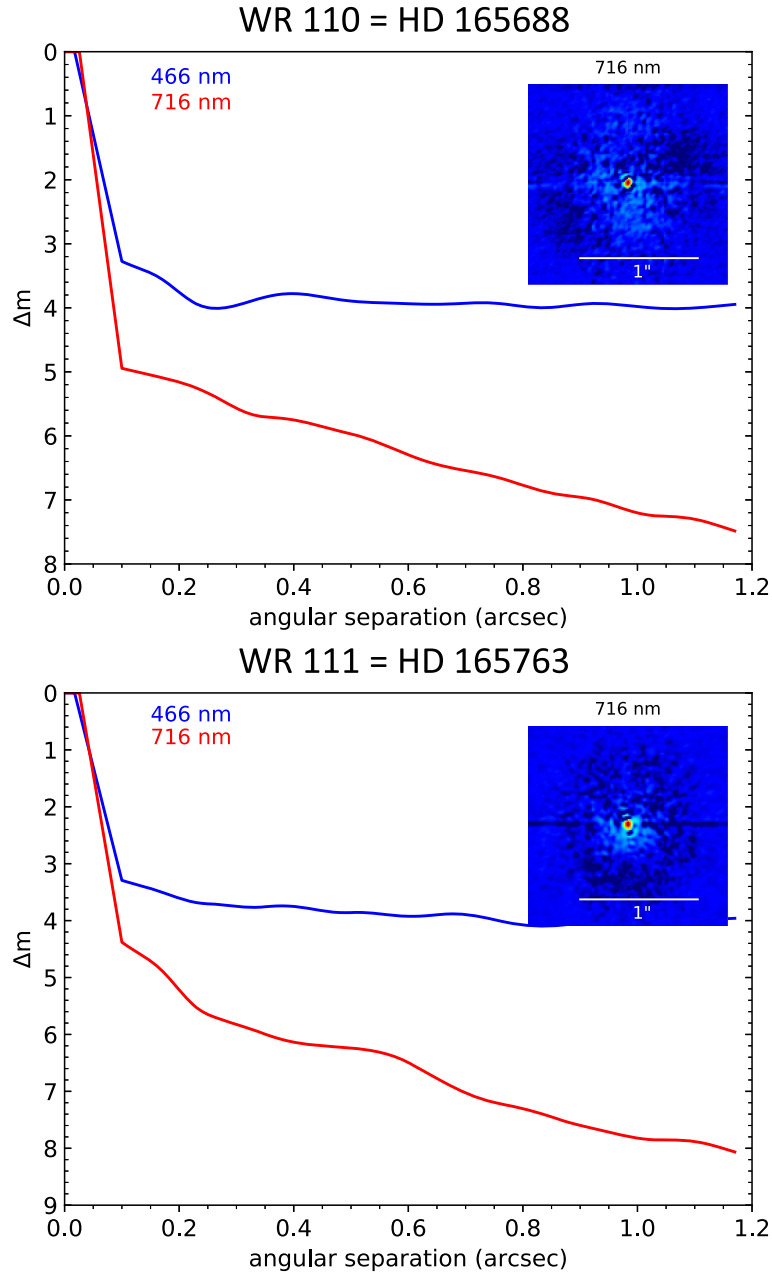 WR 110 = HD 165688
466 nm
716 nm
716 nm
1"
0
1
2
3
4
5
6
7
8
Δm
0.0 0.2 0.4 0.6 0.8 1.0 1.2
angular separation (arcsec)
WR 111 = HD 165763
466 nm
716 nm
716 nm
1"
0
1
2
3
4
5
6
7
8
9
Δm
0.0 0.2 0.4 0.6 0.8 1.0 1.2
angular separation (arcsec)